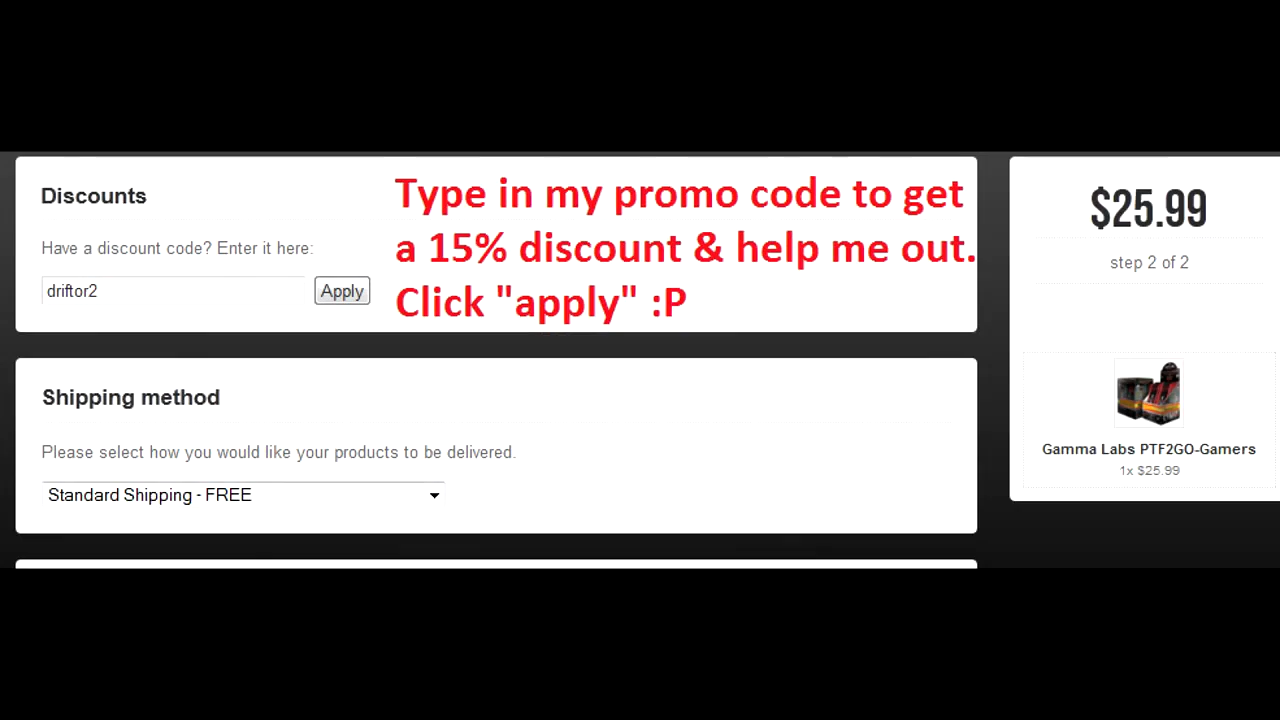 Discounts
Have a discount code? Enter it here:
driftor2
Apply
Type in my promo code to get
a 15% discount & help me out.
Click "apply" :P
Shipping method
Please select how you would like your products to be delivered.
Standard Shipping - FREE
$25.99
step 2 of 2
Gamma Labs PTF2GO-Gamers
1x $25.99